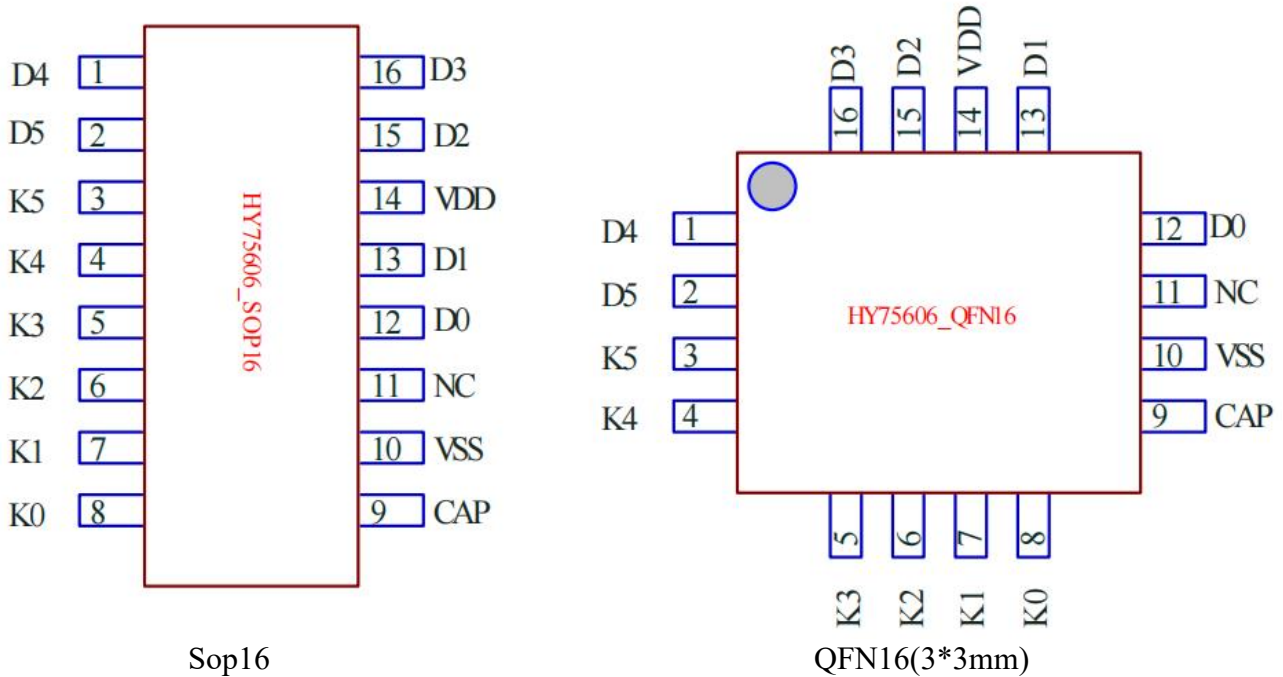 D4 1 16 D3
D5 2 15 D2
K5 3 14 VDD
K4 4 13 D1
K3 5 12 D0
K2 6 11 NC
K1 7 10 VSS
K0 8 9 CAP
HY75606_SOP16
Sop16
D3 D2 VDD D1
16 15 14 13
D4 1 12 D0
D5 2 11 NC
K5 3 10 VSS
K4 4 9 CAP
HY75606_QFN16
5 6 7 8
K3 K2 K1 K0
QFN16(3*3mm)